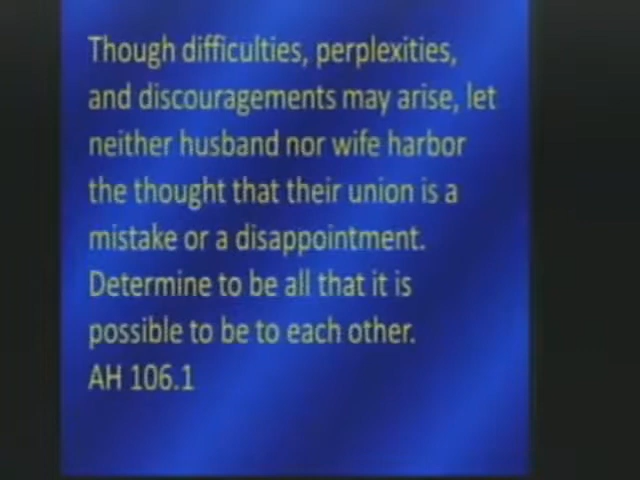 Though difficulties, perplexities,
and discouragements may arise, let
neither husband nor wife harbor
the thought that their union is a
mistake or a disappointment.
Determine to be all that it is
possible to be to each other.
AH 106.1